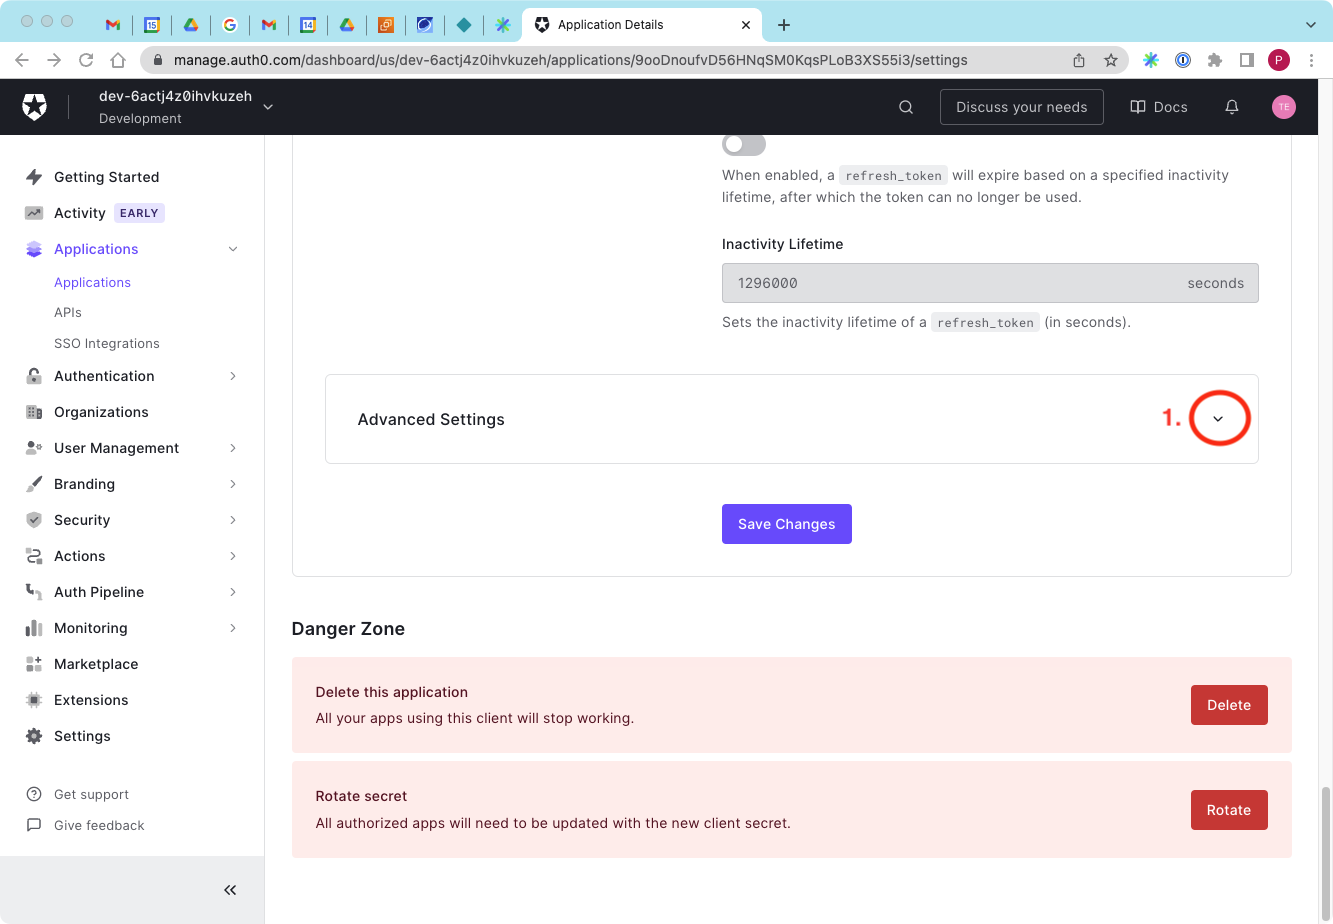 15
14
Application Details
manage.auth0.com/dashboard/us/dev-6actj4z0ihvkuzeh/applications/9ooDnoufvD56HNqSM0KqsPLoB3XS55i3/settings
P
dev-6actj4z0ihvkuzeh
Development
Discuss your needs
Docs
TE
Getting Started
Activity EARLY
Applications
Applications
APIs
SSO Integrations
Authentication
Organizations
User Management
Branding
Security
Actions
Auth Pipeline
Monitoring
Marketplace
Extensions
Settings
Get support
Give feedback
When enabled, a refresh_token will expire based on a specified inactivity
lifetime, after which the token can no longer be used.
Inactivity Lifetime
1296000 seconds
Sets the inactivity lifetime of a refresh_token (in seconds).
Advanced Settings 1.
Save Changes
Danger Zone
Delete this application
All your apps using this client will stop working.
Delete
Rotate secret
All authorized apps will need to be updated with the new client secret.
Rotate